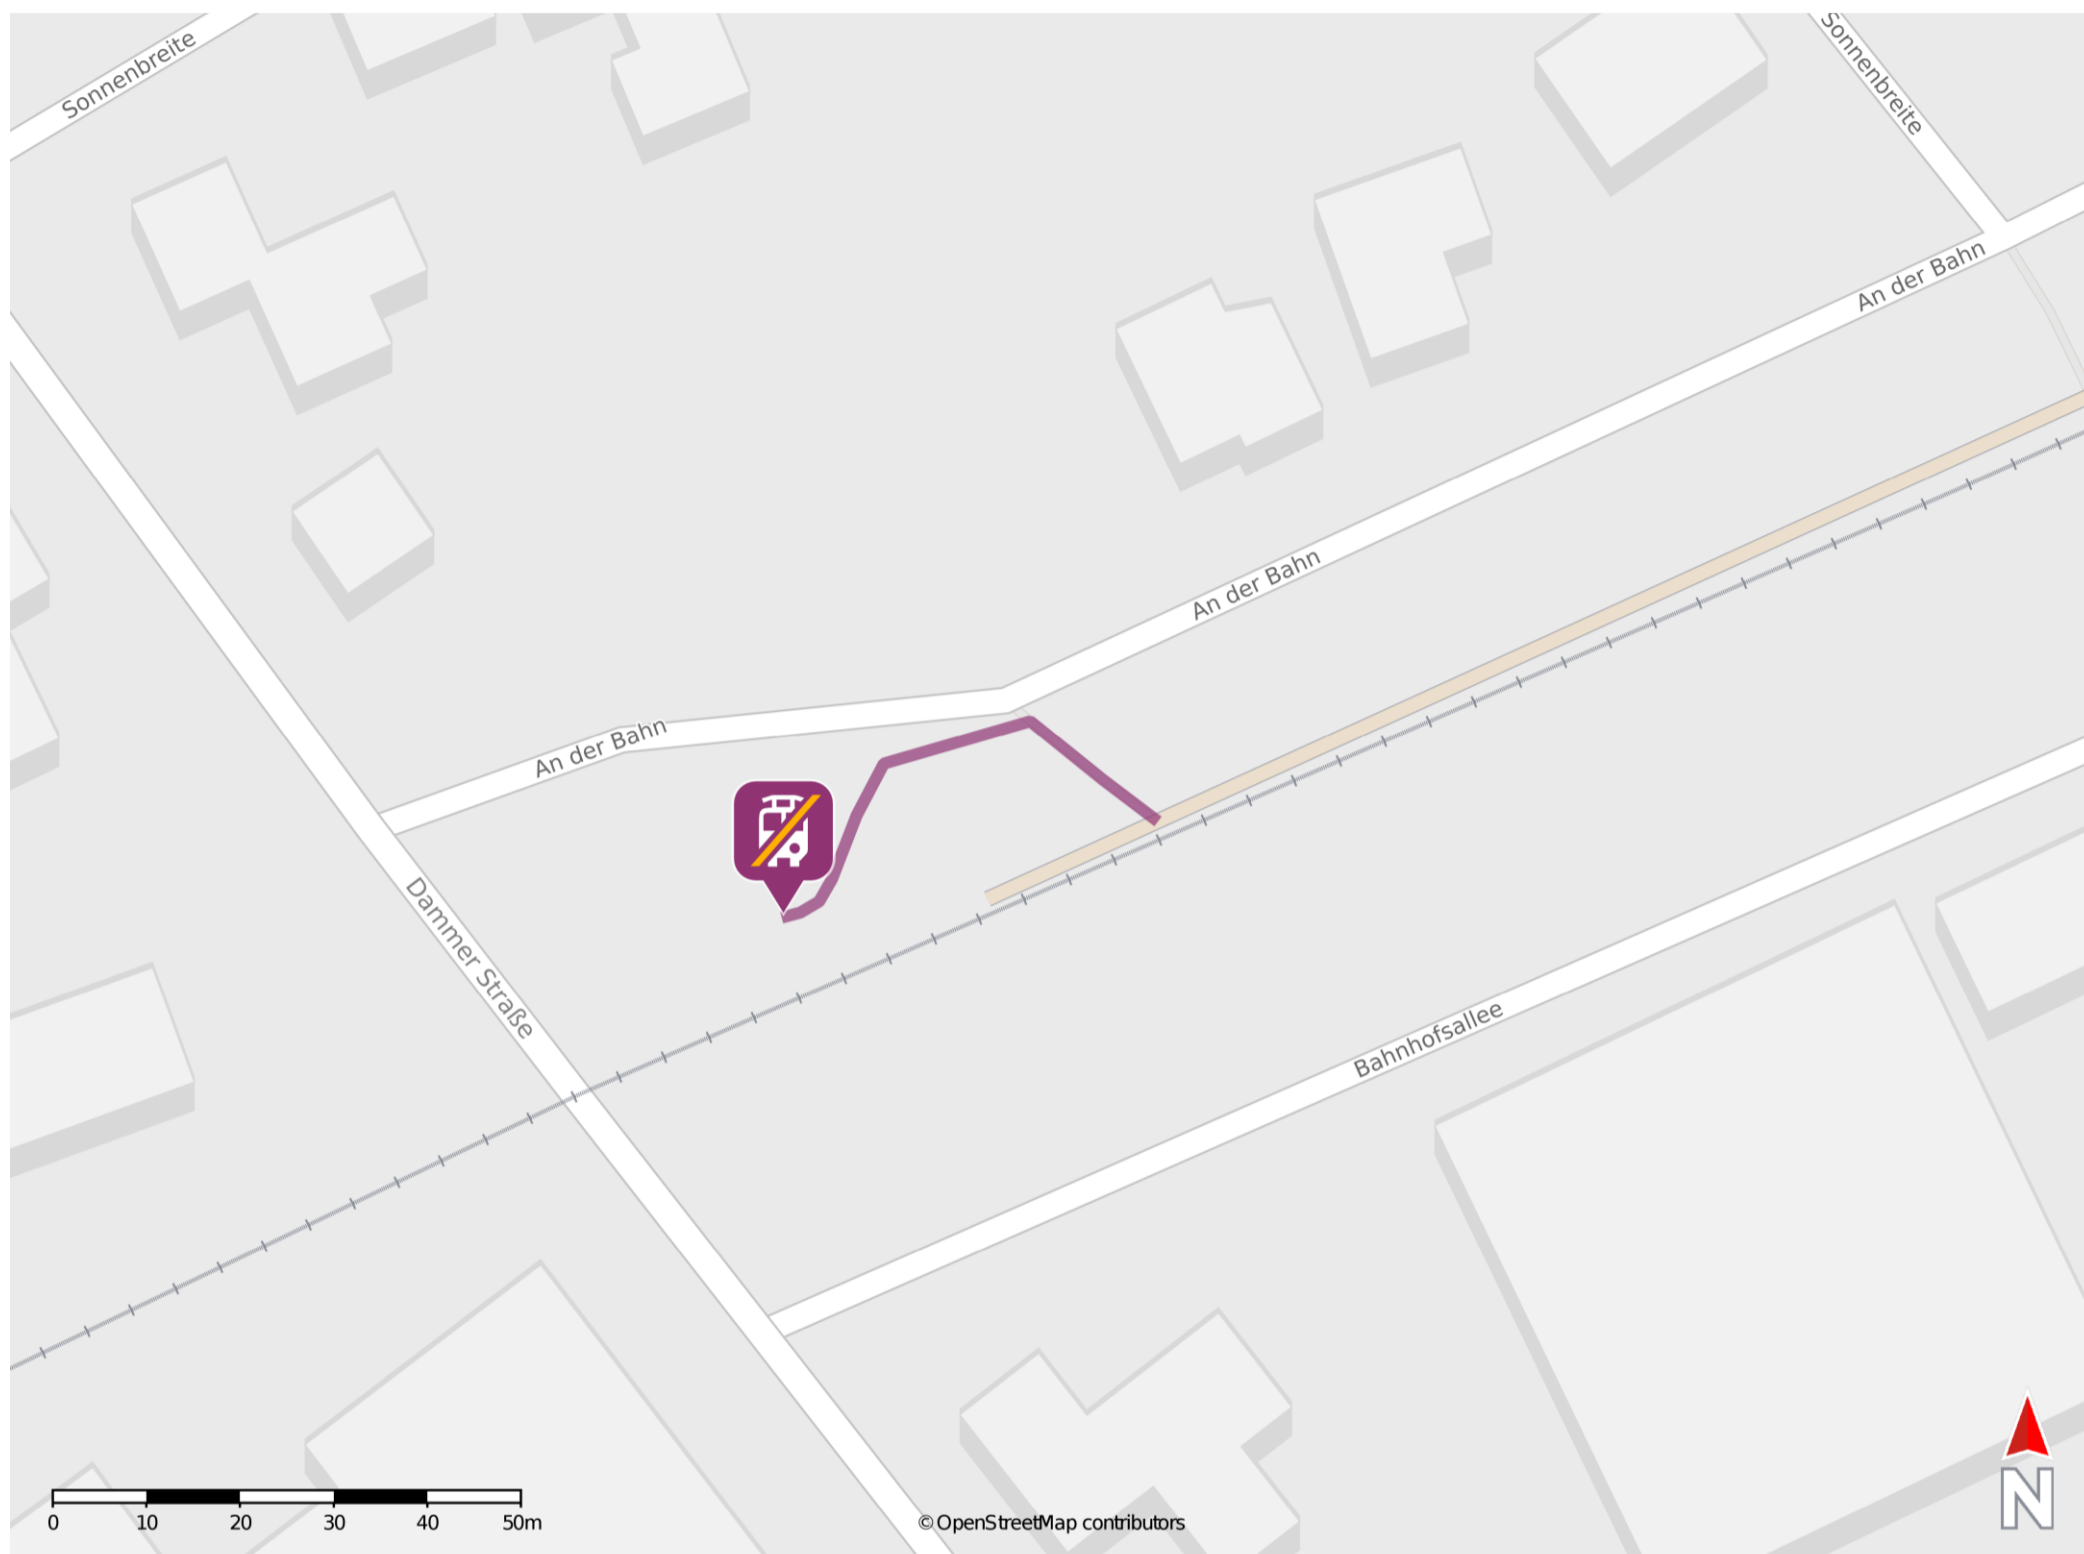 Sonnenbreite
Sonnenbreite
An der Bahn
An der Bahn
An der Bahn
Dammer Straße
Bahnhofsallee
0 10 20 30 40 50m
© OpenStreetMap contributors
N